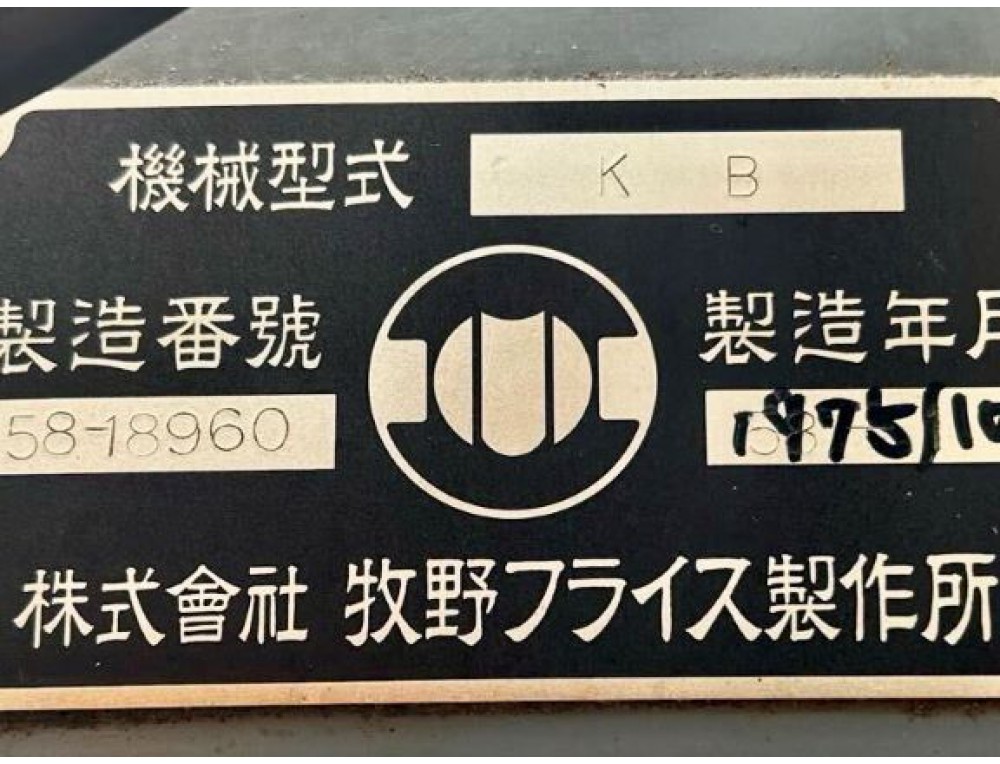 機械型式 K B
製造番號 製造年月
58-18960 1975/10
株式會社 牧野フライス製作所